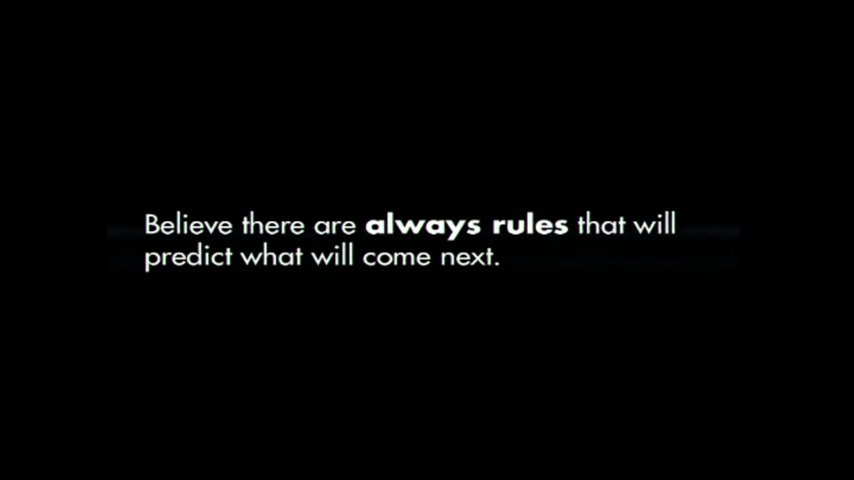 Believe there are always rules that will
predict what will come next.